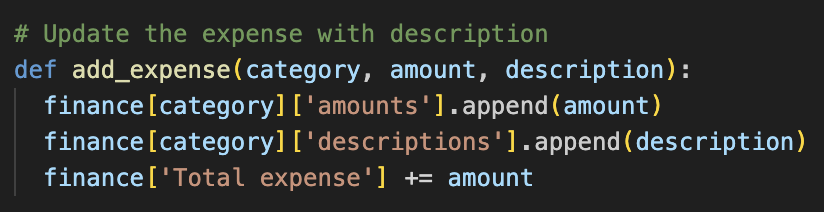 # Update the expense with description
def add_expense(category, amount, description):
  finance[category]['amounts'].append(amount)
  finance[category]['descriptions'].append(description)
  finance['Total expense'] += amount